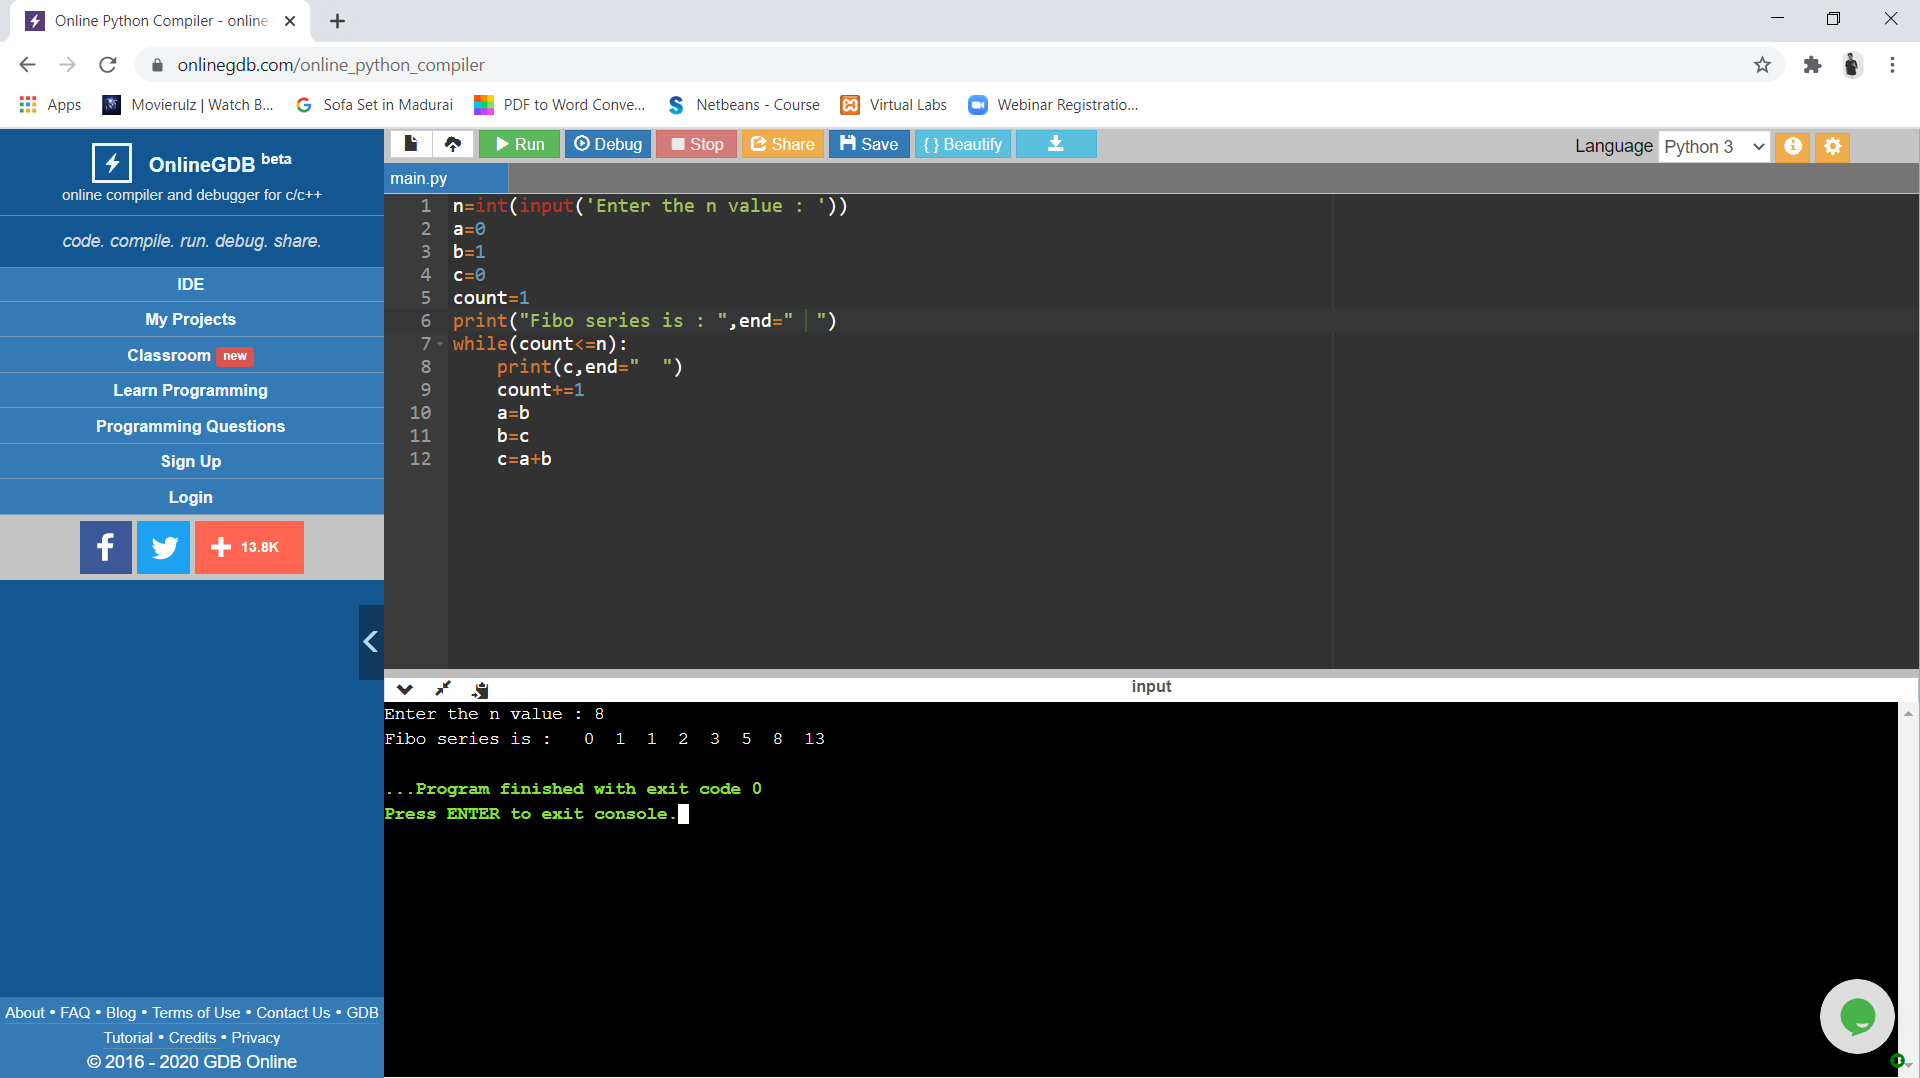 Online Python Compiler - online
onlinegdb.com/online_python_compiler
Apps
Movierulz | Watch B...
Sofa Set in Madurai
PDF to Word Conve...
Netbeans - Course
Virtual Labs
Webinar Registratio...
OnlineGDB beta
online compiler and debugger for c/c++
code. compile. run. debug. share.
IDE
My Projects
Classroom new
Learn Programming
Programming Questions
Sign Up
Login
13.8K
About • FAQ • Blog • Terms of Use • Contact Us • GDB
Tutorial • Credits • Privacy
© 2016 - 2020 GDB Online
Run Debug Stop Share Save { } Beautify
Language Python 3
main.py
1 n=int(input('Enter the n value : '))
2 a=0
3 b=1
4 c=0
5 count=1
6 print("Fibo series is : ",end="  ")
7 while(count<=n):
8     print(c,end="  ")
9     count+=1
10     a=b
11     b=c
12     c=a+b
input
Enter the n value : 8
Fibo series is :   0  1  1  2  3  5  8  13
...Program finished with exit code 0
Press ENTER to exit console.